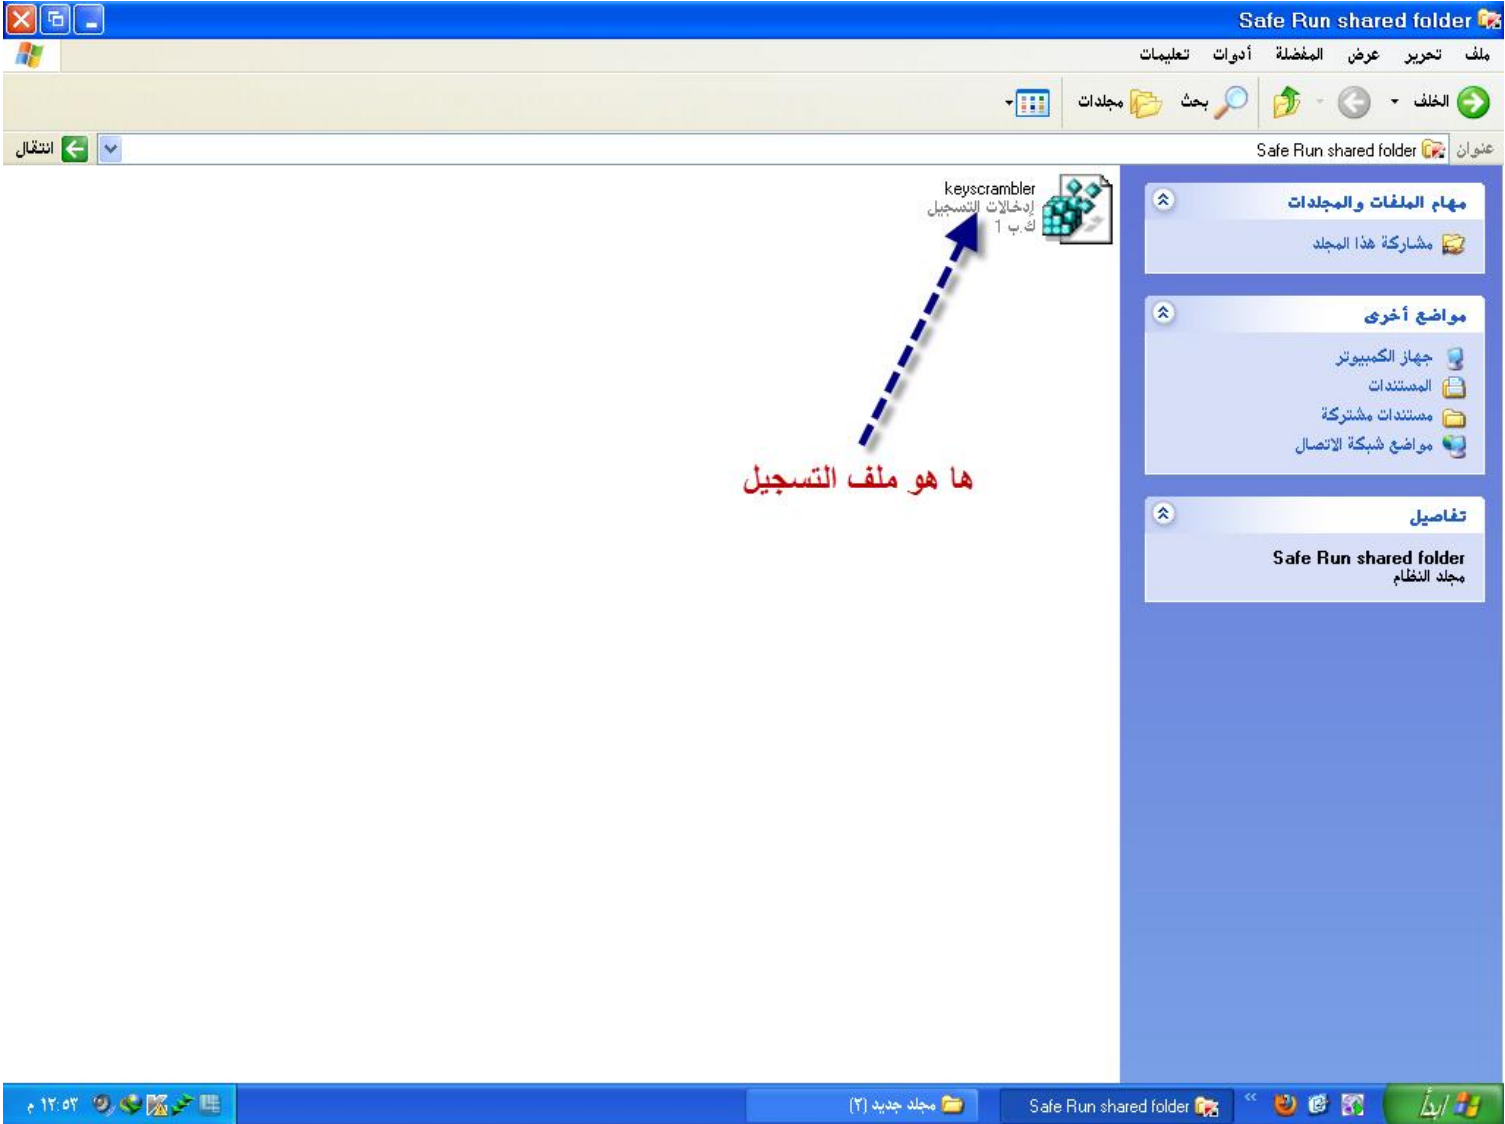 Safe Run shared folder
ملف تحرير عرض المفضلة أدوات تعليمات
الخلف بحث مجلدات
عنوان Safe Run shared folder انتقال
مهام الملفات والمجلدات
مشاركة هذا المجلد
مواضع أخرى
جهاز الكمبيوتر
المستندات
مستندات مشتركة
مواضع شبكة الاتصال
تفاصيل
Safe Run shared folder
مجلد النظام
keyscrambler
إدخالات التسجيل
1 ك.ب
ها هو ملف التسجيل
ابدأ
Safe Run shared folder
مجلد جديد (٢)
١٢:٥٣ م